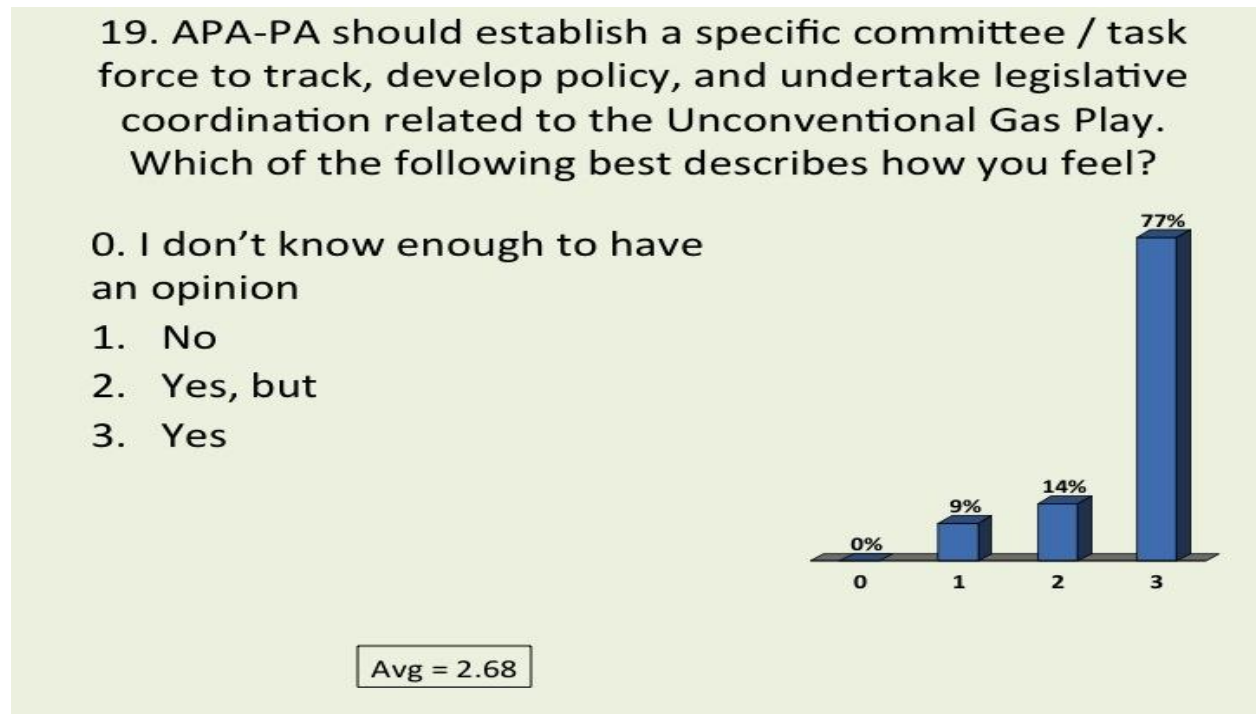 19. APA-PA should establish a specific committee / task
force to track, develop policy, and undertake legislative
coordination related to the Unconventional Gas Play.
Which of the following best describes how you feel?
0. I don’t know enough to have
an opinion
1. No
2. Yes, but
3. Yes
77%
14%
9%
0%
0 1 2 3
Avg = 2.68